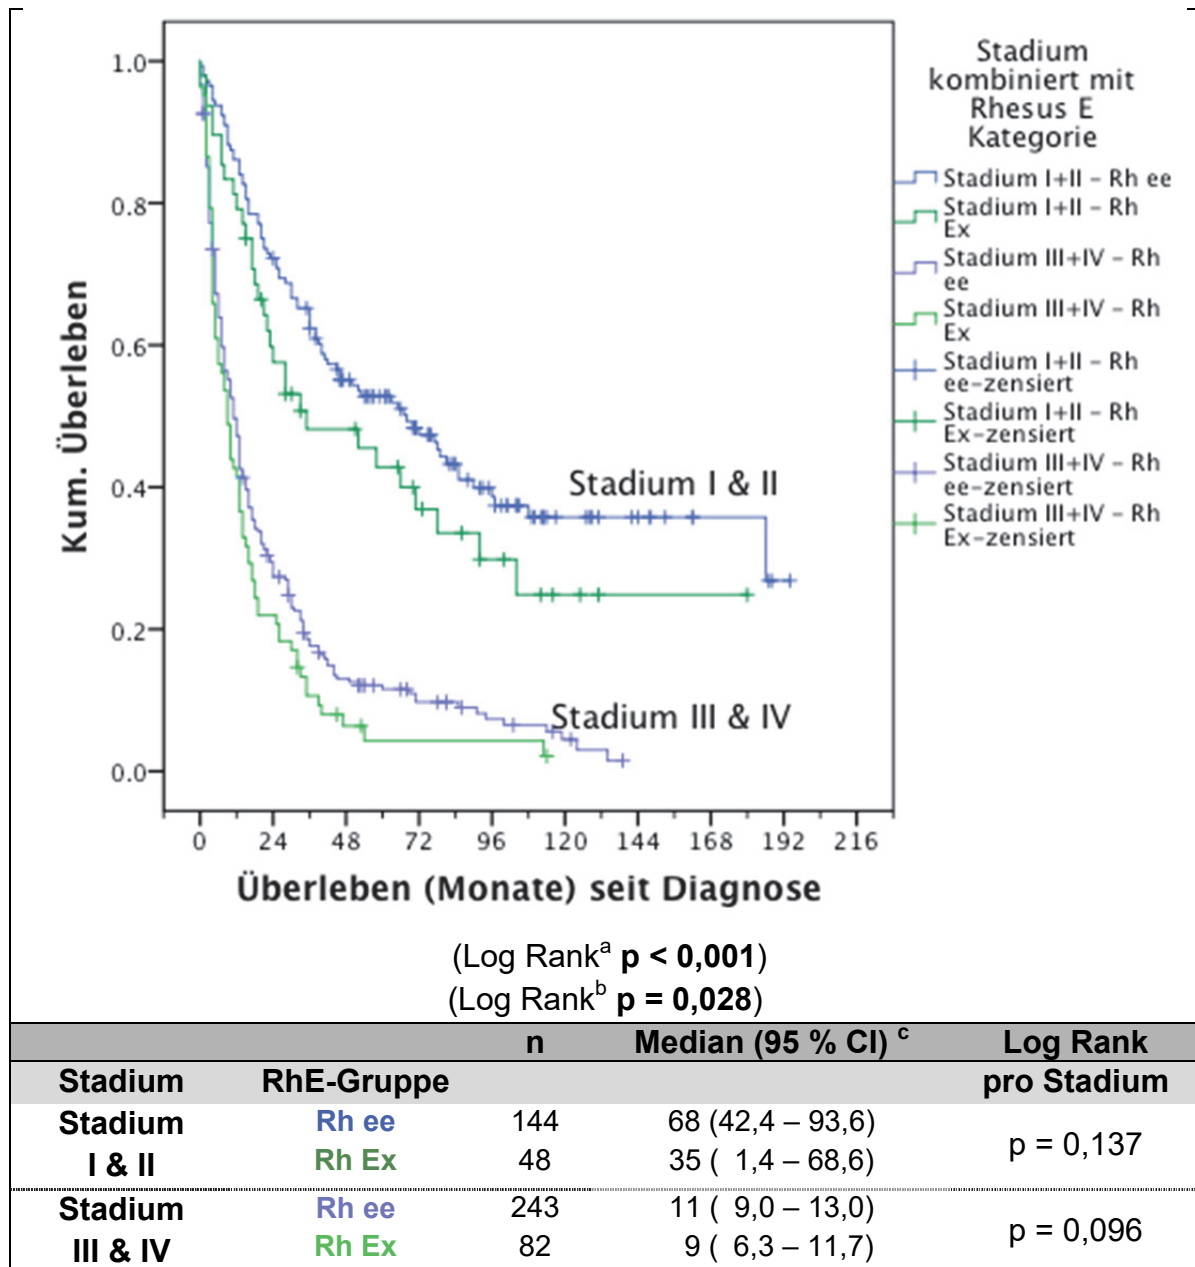 Stadium
kombiniert mit
Rhesus E
Kategorie
Stadium I+II – Rh ee
Stadium I+II – Rh
Ex
Stadium III+IV – Rh
ee
Stadium III+IV – Rh
Ex
Stadium I+II – Rh
ee-zensiert
Stadium I+II – Rh
Ex-zensiert
Stadium III+IV – Rh
ee-zensiert
Stadium III+IV – Rh
Ex-zensiert
Kum. Überleben
1.0
0.8
0.6
0.4
0.2
0.0
Stadium I & II
Stadium III & IV
0 24 48 72 96 120 144 168 192 216
Überleben (Monate) seit Diagnose
(Log Rank^a p < 0,001)
(Log Rank^b p = 0,028)
n Median (95 % CI) ^c Log Rank
Stadium RhE-Gruppe pro Stadium
Stadium Rh ee 144 68 (42,4 – 93,6)
I & II Rh Ex 48 35 ( 1,4 – 68,6)
p = 0,137
Stadium Rh ee 243 11 ( 9,0 – 13,0)
III & IV Rh Ex 82 9 ( 6,3 – 11,7)
p = 0,096